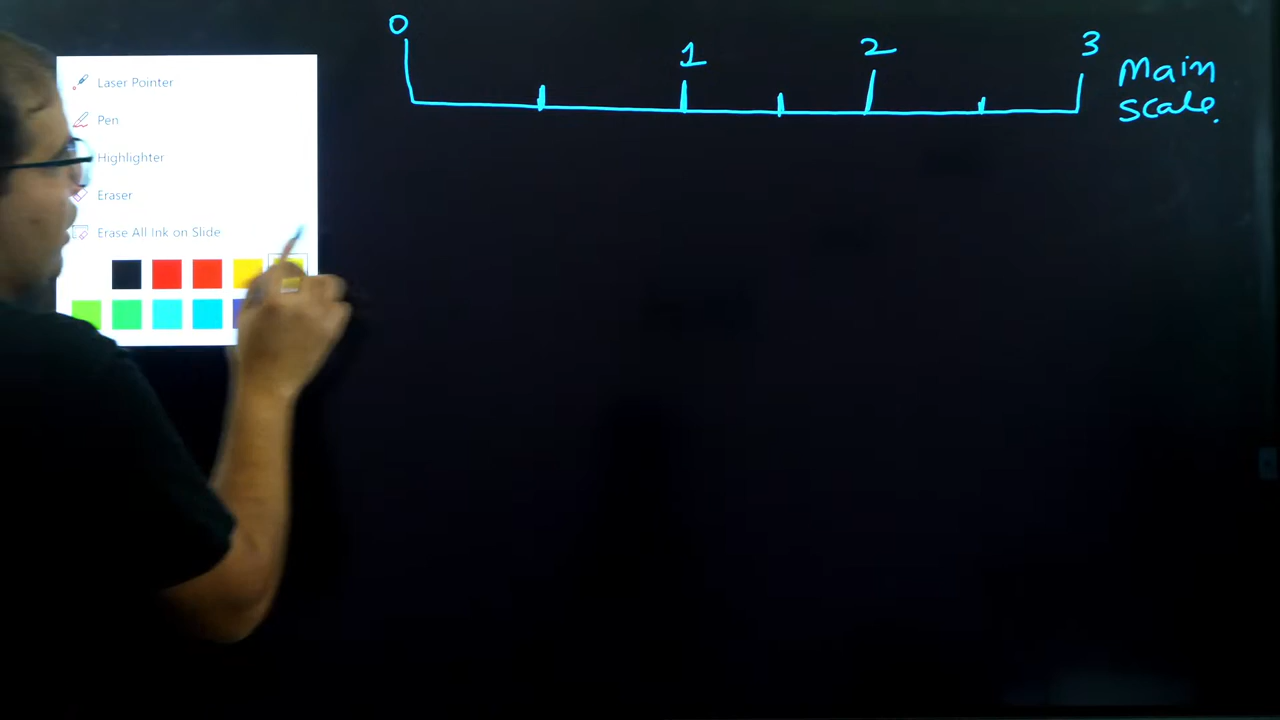 0
1
2
3
Main
scale.
Laser Pointer
Pen
Highlighter
Eraser
Erase All Ink on Slide